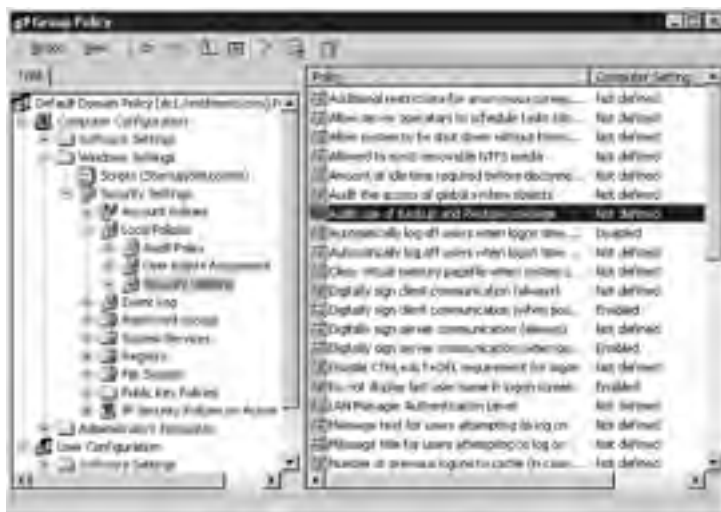 Group Policy
Action View
Tree
Policy
Computer Setting
Default Domain Policy
Computer Configuration
Software Settings
Windows Settings
Scripts (Startup/Shutdown)
Security Settings
Account Policies
Local Policies
Audit Policy
User Rights Assignment
Security Options
Event Log
Restricted Groups
System Services
Registry
File System
Public Key Policies
IP Security Policies on Active
Administrative Templates
User Configuration
Software Settings
Additional restrictions for anonymous connec... Not defined
Allow server operators to schedule tasks Not defined
Allow system to be shut down without Not defined
Allowed to eject removable NTFS media Not defined
Amount of idle time required before disconne... Not defined
Audit the access of global system objects Not defined
Audit use of Backup and Restore privilege Not defined
Automatically log off users when logon time ... Disabled
Automatically log off users when logon time ... Not defined
Clear virtual memory pagefile when system s... Not defined
Digitally sign client communication (always) Not defined
Digitally sign client communication (when pos... Enabled
Digitally sign server communication (always) Not defined
Digitally sign server communication (when Enabled
Disable CTRL+ALT+DEL requirement for logon Not defined
Do not display last user name in logon screen Enabled
LAN Manager Authentication Level Not defined
Message text for users attempting to log on Not defined
Message title for users attempting to log on Not defined
Number of previous logons to cache (in case... Not defined